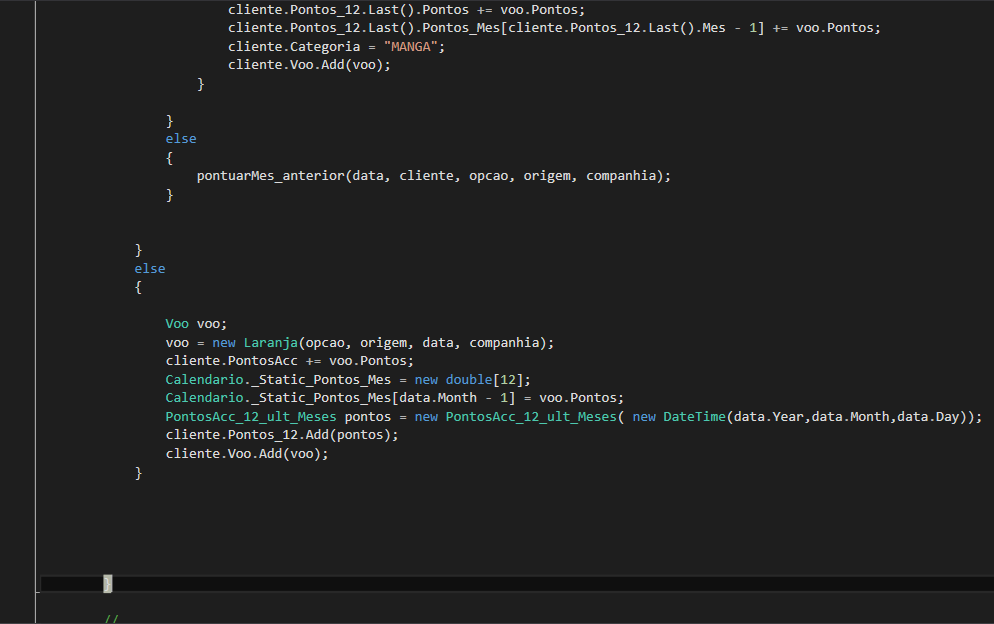 cliente.Pontos_12.Last().Pontos += voo.Pontos;
cliente.Pontos_12.Last().Pontos_Mes[cliente.Pontos_12.Last().Mes - 1] += voo.Pontos;
cliente.Categoria = "MANGA";
cliente.Voo.Add(voo);
}
}
else
{
pontuarMes_anterior(data, cliente, opcao, origem, companhia);
}
}
else
{
Voo voo;
voo = new Laranja(opcao, origem, data, companhia);
cliente.PontosAcc += voo.Pontos;
Calendario._Static_Pontos_Mes = new double[12];
Calendario._Static_Pontos_Mes[data.Month - 1] = voo.Pontos;
PontosAcc_12_ult_Meses pontos = new PontosAcc_12_ult_Meses( new DateTime(data.Year,data.Month,data.Day));
cliente.Pontos_12.Add(pontos);
cliente.Voo.Add(voo);
}
}
//